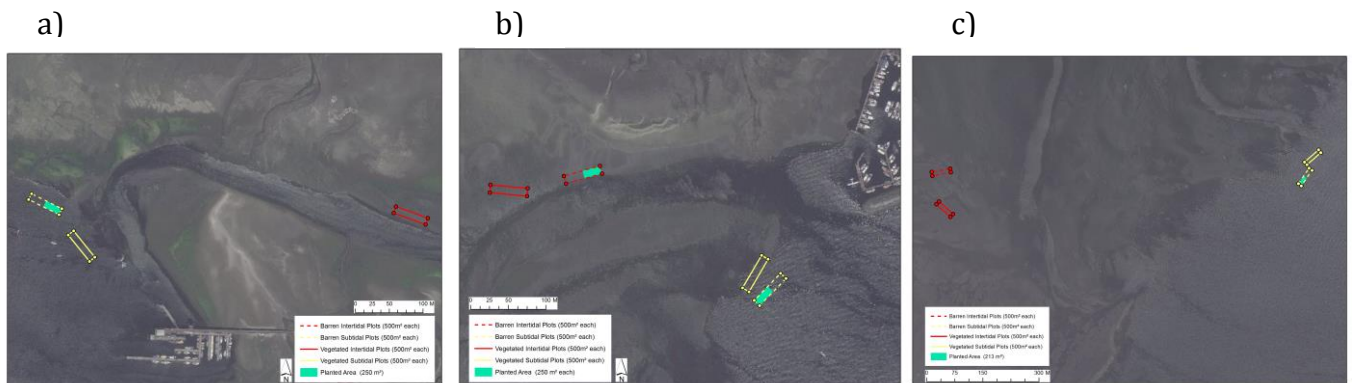 a)
b)
c)
0 25 50 100 M
Barren Intertidal Plots (500m² each)
Barren Subtidal Plots (500m² each)
Vegetated Intertidal Plots (500m² each)
Vegetated Subtidal Plots (500m² each)
Planted Area (250 m²)
N
0 25 50 100 M
Barren Intertidal Plots (500m² each)
Barren Subtidal Plots (500m² each)
Vegetated Intertidal Plots (500m² each)
Vegetated Subtidal Plots (500m² each)
Planted Area (250 m² each)
N
Barren Intertidal Plots (500m² each)
Barren Subtidal Plots (500m² each)
Vegetated Intertidal Plots (500m² each)
Vegetated Subtidal Plots (500m² each)
Planted Area (213 m²)
0 75 150 300 M
N